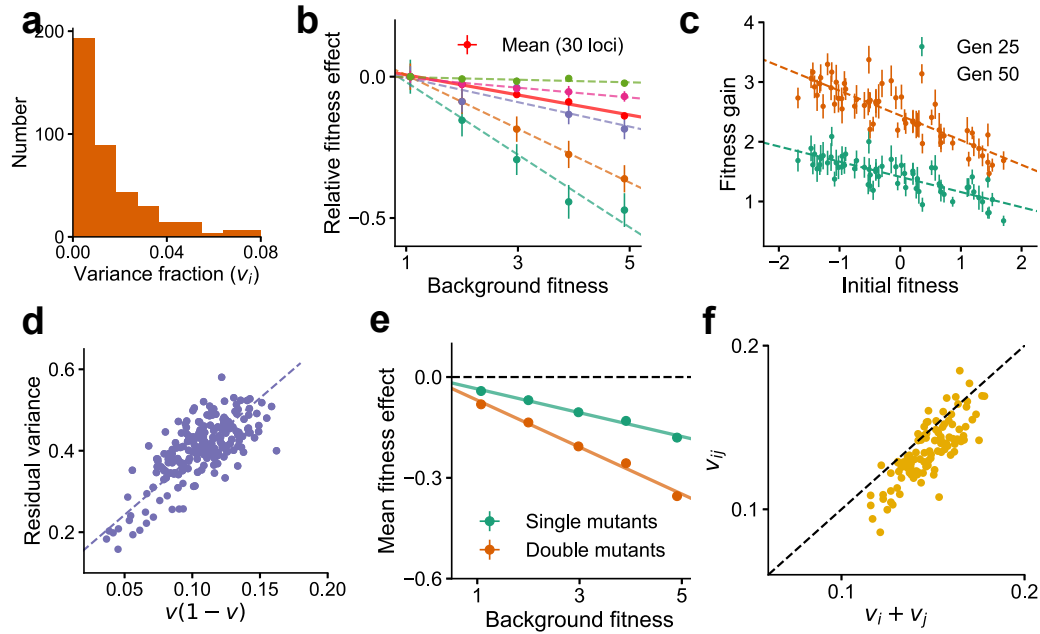 a
200
100
0
Number
0.00
0.04
0.08
Variance fraction (vᵢ)
b
Mean (30 loci)
0.0
−0.5
Relative fitness effect
1
3
5
Background fitness
c
Gen 25
Gen 50
4
3
2
1
Fitness gain
−2
−1
0
1
2
Initial fitness
d
0.6
0.4
0.2
Residual variance
0.05
0.10
0.15
0.20
v(1 − v)
e
0.0
−0.3
−0.6
Mean fitness effect
Single mutants
Double mutants
1
3
5
Background fitness
f
0.2
0.1
vᵢⱼ
0.1
0.2
vᵢ + vⱼ